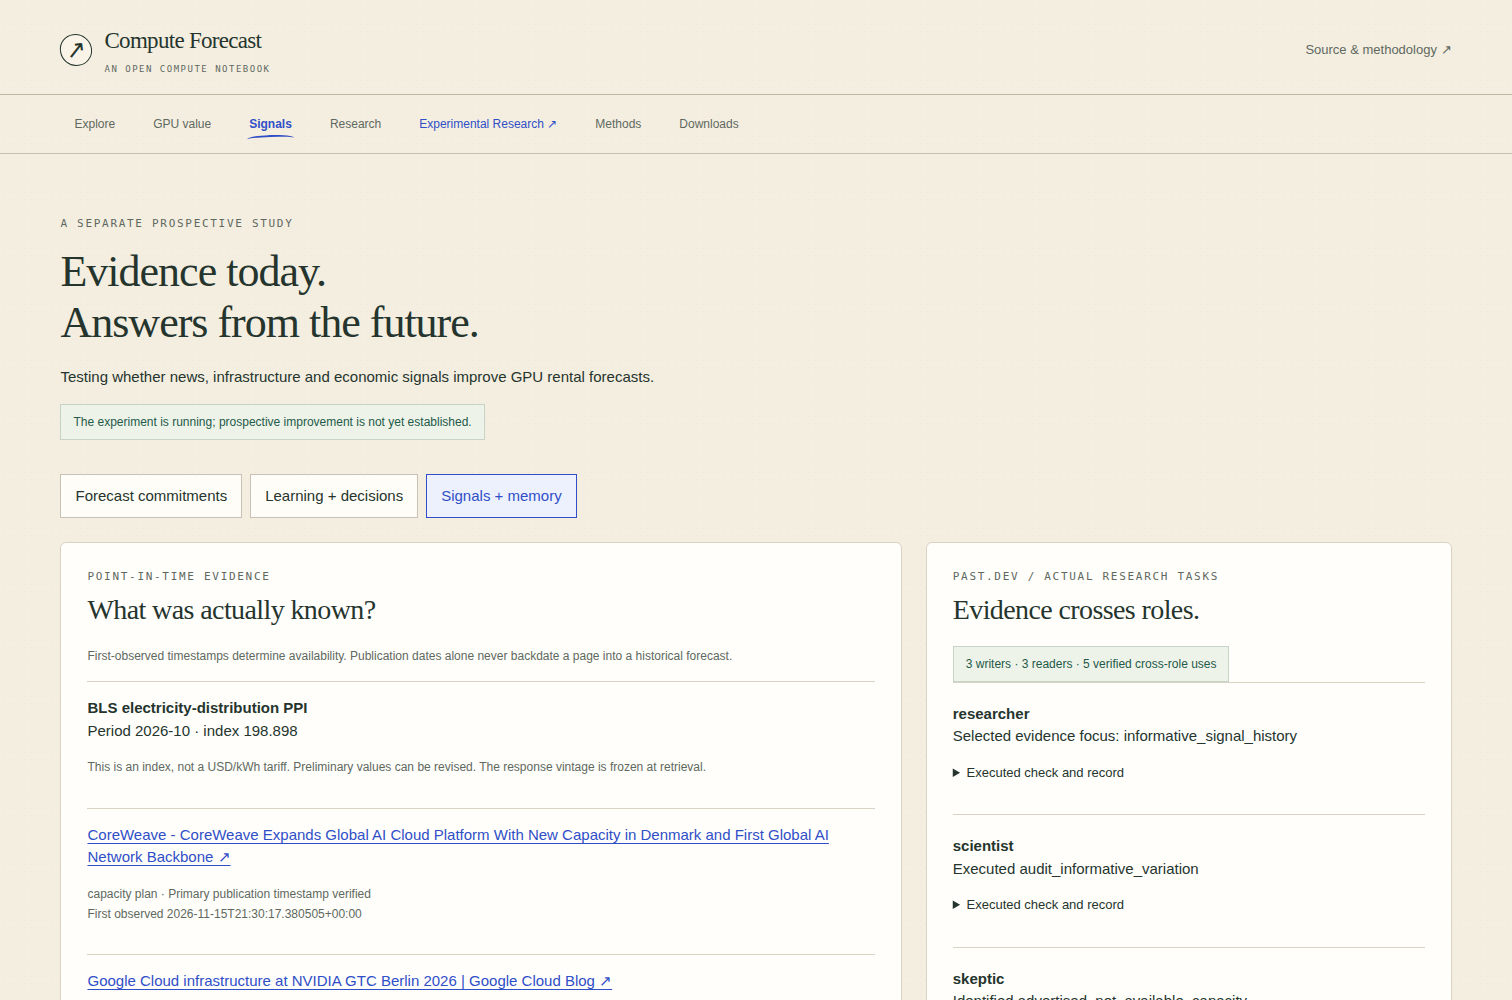 Compute Forecast
AN OPEN COMPUTE NOTEBOOK
Source & methodology ↗
Explore
GPU value
Signals
Research
Experimental Research ↗
Methods
Downloads
A SEPARATE PROSPECTIVE STUDY
Evidence today.
Answers from the future.
Testing whether news, infrastructure and economic signals improve GPU rental forecasts.
The experiment is running; prospective improvement is not yet established.
Forecast commitments
Learning + decisions
Signals + memory
POINT-IN-TIME EVIDENCE
What was actually known?
First-observed timestamps determine availability. Publication dates alone never backdate a page into a historical forecast.
BLS electricity-distribution PPI
Period 2026-10 · index 198.898
This is an index, not a USD/kWh tariff. Preliminary values can be revised. The response vintage is frozen at retrieval.
CoreWeave - CoreWeave Expands Global AI Cloud Platform With New Capacity in Denmark and First Global AI
Network Backbone ↗
capacity plan · Primary publication timestamp verified
First observed 2026-11-15T21:30:17.380505+00:00
Google Cloud infrastructure at NVIDIA GTC Berlin 2026 | Google Cloud Blog ↗
PAST.DEV / ACTUAL RESEARCH TASKS
Evidence crosses roles.
3 writers · 3 readers · 5 verified cross-role uses
researcher
Selected evidence focus: informative_signal_history
▶ Executed check and record
scientist
Executed audit_informative_variation
▶ Executed check and record
skeptic
Identified advertised_not_available_capacity